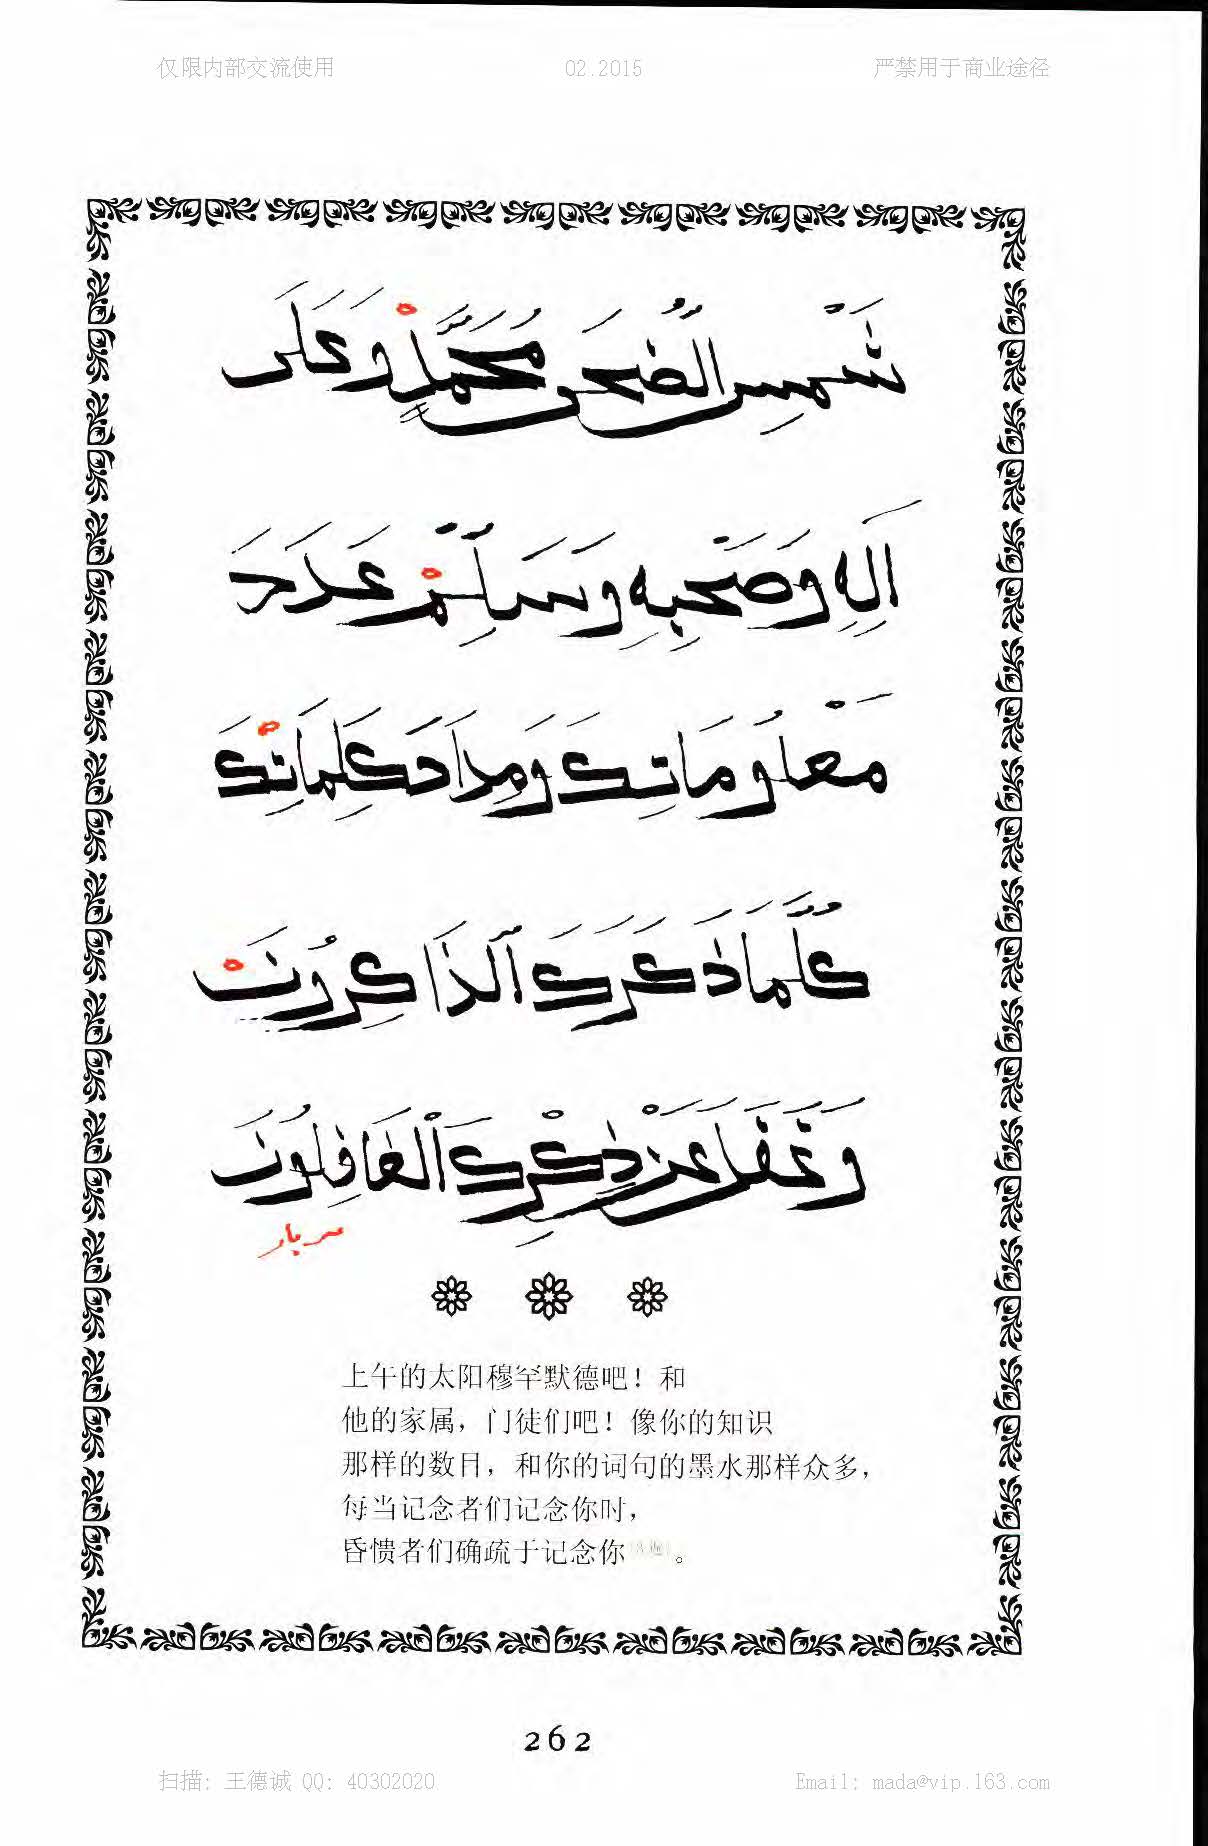 仅限内部交流使用 02.2015 严禁用于商业途径
شَمْسِ الضُّحَى مُحَمَّدٍ وَعَلَى
اَلِهِ وَصَحْبِهِ وَسَلِّمْ عَدَدَ
مَعْلُومَاتِكَ وَمِدَادَ كَلِمَاتِكَ
كُلَّمَا ذَكَرَكَ ٱلذَّاكِرُونَ
وَغَفَلَ عَنْ ذِكْرِكَ ٱلْغَافِلُونَ
سربار
上午的太阳穆罕默德吧！和
他的家属，门徒们吧！像你的知识
那样的数目，和你的词句的墨水那样众多，
每当记念者们记念你时，
昏愦者们确疏于记念你 。
262
扫描: 王德诚 QQ: 40302020 Email: mada@vip.163.com